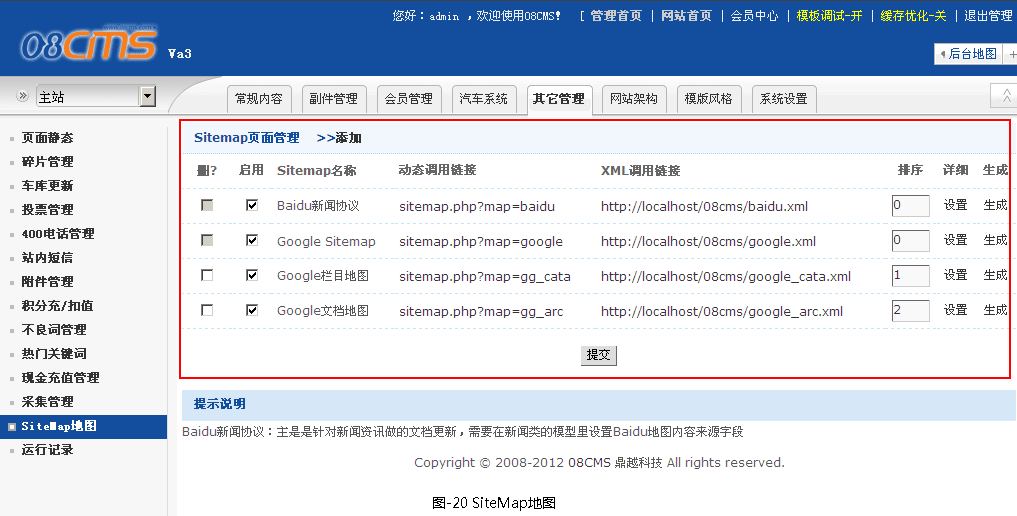 您好：admin ，欢迎使用08CMS！ [ 管理首页 | 网站首页 | 会员中心 | 模板调试-开 | 缓存优化-关 | 退出管理
www.08cms.com
08CMS Va3
后台地图 +
主站
常规内容 副件管理 会员管理 汽车系统 其它管理 网站架构 模版风格 系统设置
页面静态
碎片管理
车库更新
投票管理
400电话管理
站内短信
附件管理
积分充/扣值
不良词管理
热门关键词
现金充值管理
采集管理
SiteMap地图
运行记录
Sitemap页面管理 >>添加
删? 启用 Sitemap名称 动态调用链接 XML调用链接 排序 详细 生成
Baidu新闻协议 sitemap.php?map=baidu http://localhost/08cms/baidu.xml 0 设置 生成
Google Sitemap sitemap.php?map=google http://localhost/08cms/google.xml 0 设置 生成
Google栏目地图 sitemap.php?map=gg_cata http://localhost/08cms/google_cata.xml 1 设置 生成
Google文档地图 sitemap.php?map=gg_arc http://localhost/08cms/google_arc.xml 2 设置 生成
提交
提示说明
Baidu新闻协议：主是是针对新闻资讯做的文档更新，需要在新闻类的模型里设置Baidu地图内容来源字段
Copyright © 2008-2012 08CMS 鼎越科技 All rights reserved.
图-20 SiteMap地图